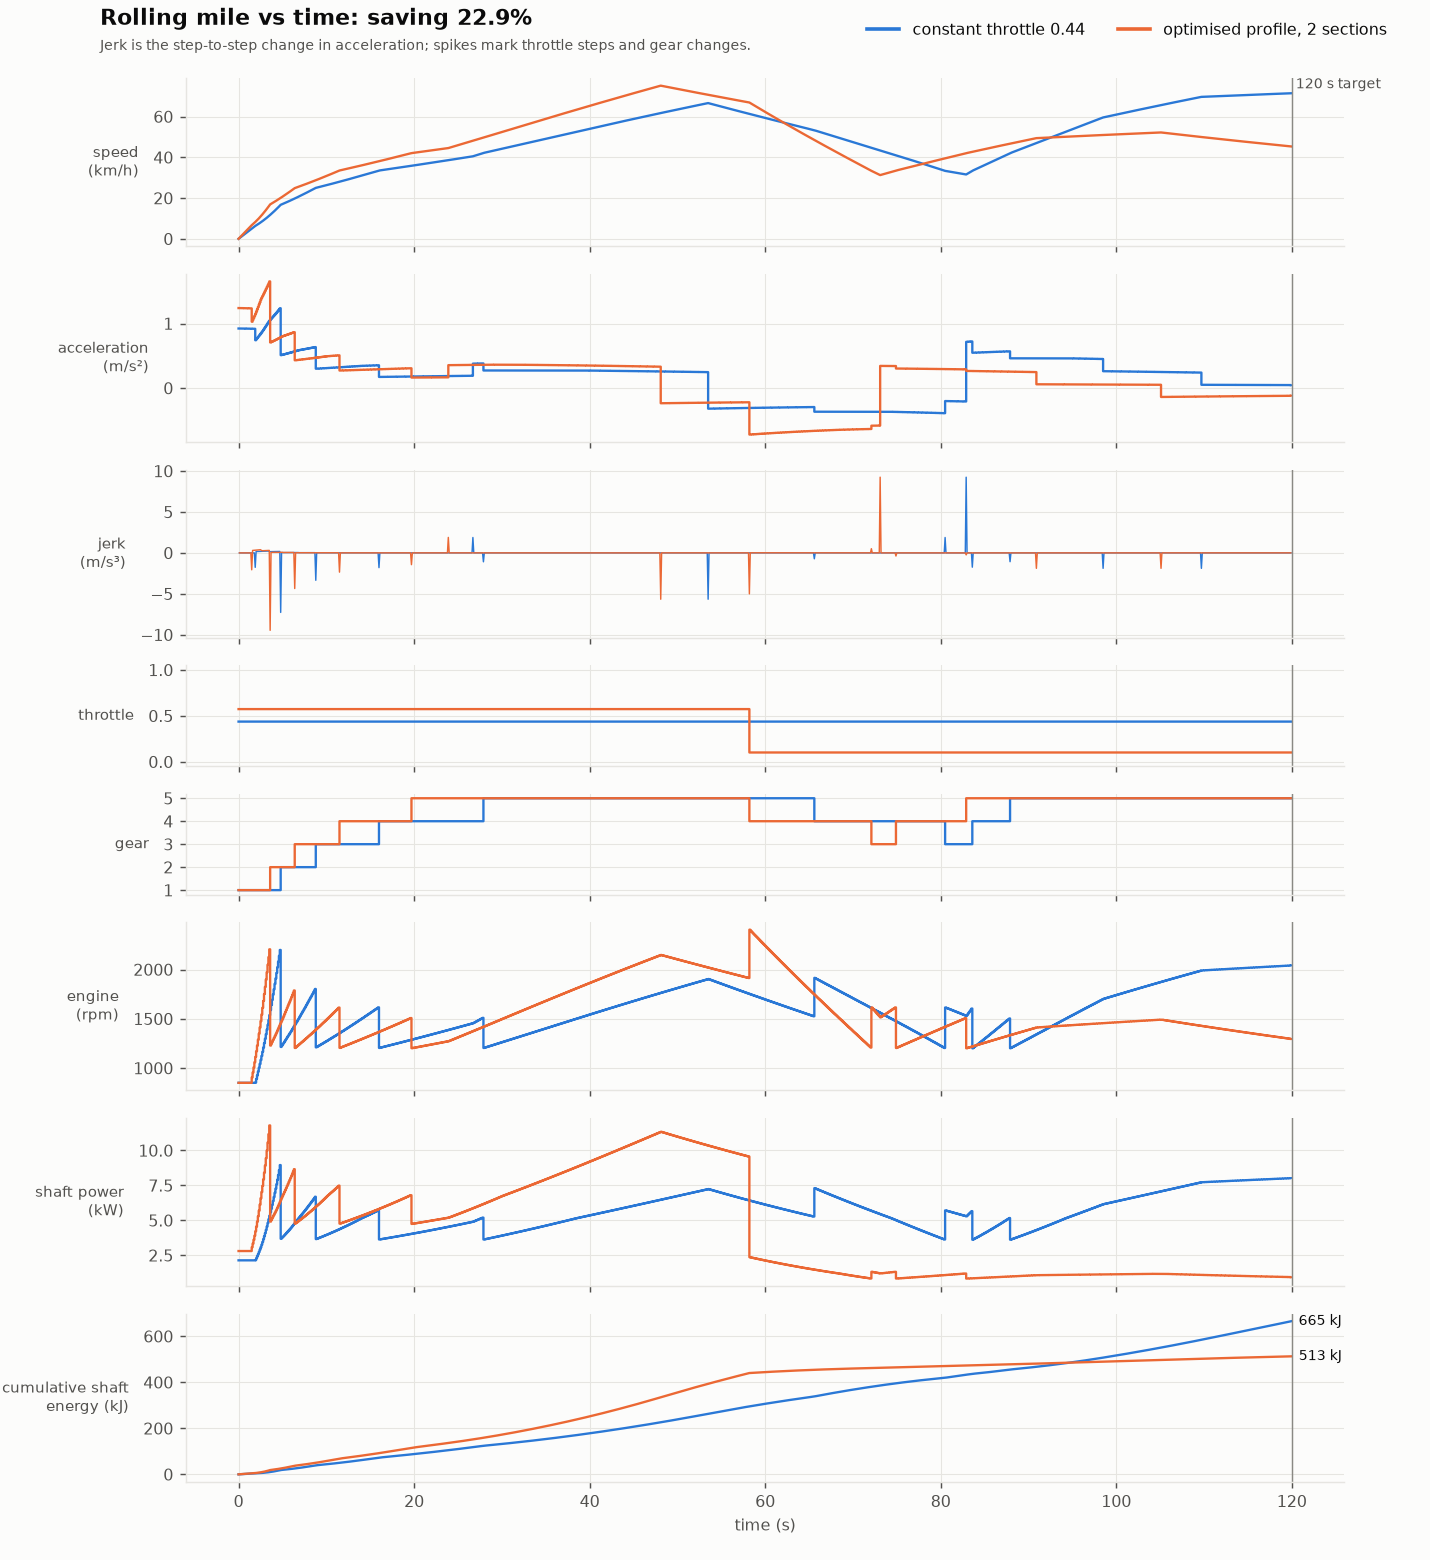 Rolling mile vs time: saving 22.9%
Jerk is the step-to-step change in acceleration; spikes mark throttle steps and gear changes.
constant throttle 0.44
optimised profile, 2 sections
120 s target
speed
(km/h)
60
40
20
0
acceleration
(m/s²)
1
0
jerk
(m/s³)
10
5
0
−5
−10
throttle
1.0
0.5
0.0
gear
5
4
3
2
1
engine
(rpm)
2000
1500
1000
shaft power
(kW)
10.0
7.5
5.0
2.5
cumulative shaft
energy (kJ)
600
400
200
0
665 kJ
513 kJ
0 20 40 60 80 100 120
time (s)